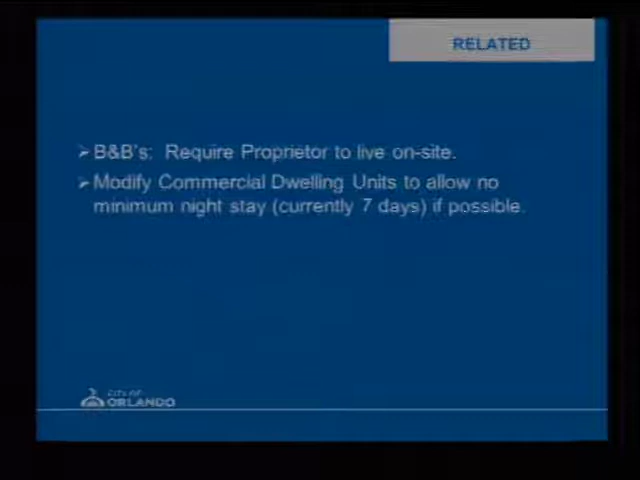 RELATED
➢B&B's: Require Proprietor to live on-site.
➢Modify Commercial Dwelling Units to allow no
minimum night stay (currently 7 days) if possible.
CITY OF
ORLANDO